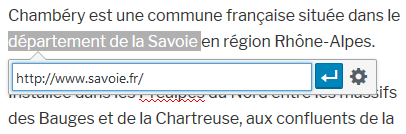 Chambéry est une commune française située dans le
département de la Savoie en région Rhône-Alpes.
http://www.savoie.fr/
Installée dans les Préalpes du Nord entre les massifs
des Bauges et de la Chartreuse, aux confluents de la